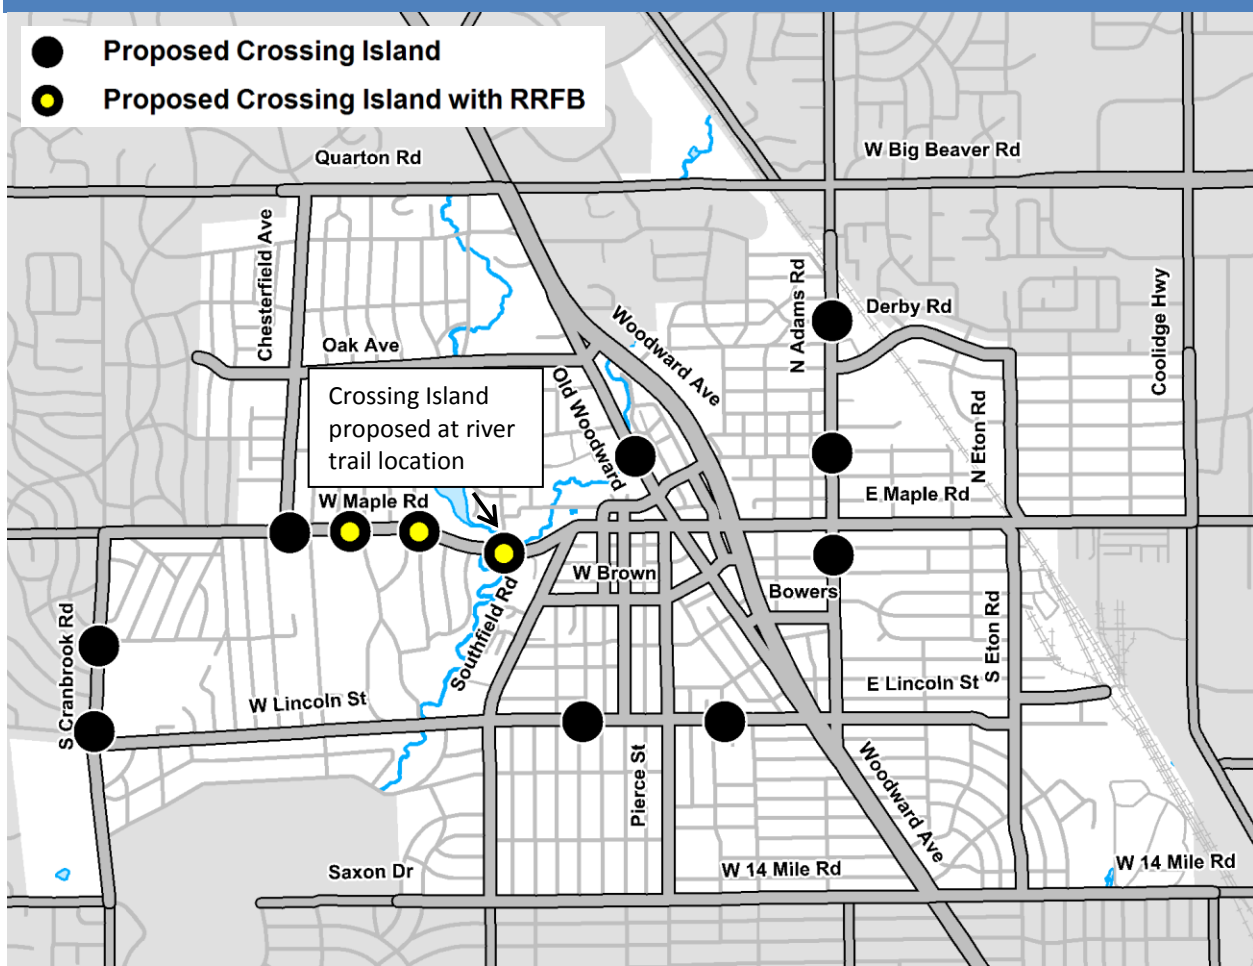 Proposed Crossing Island
Proposed Crossing Island with RRFB
Quarton Rd
W Big Beaver Rd
Chesterfield Ave
Oak Ave
Woodward Ave
N Adams Rd
Derby Rd
Coolidge Hwy
Old Woodward
Crossing Island
proposed at river
trail location
N Eton Rd
W Maple Rd
E Maple Rd
W Brown
Bowers
S Cranbrook Rd
Southfield Rd
S Eton Rd
W Lincoln St
E Lincoln St
Pierce St
Woodward Ave
Saxon Dr
W 14 Mile Rd
W 14 Mile Rd